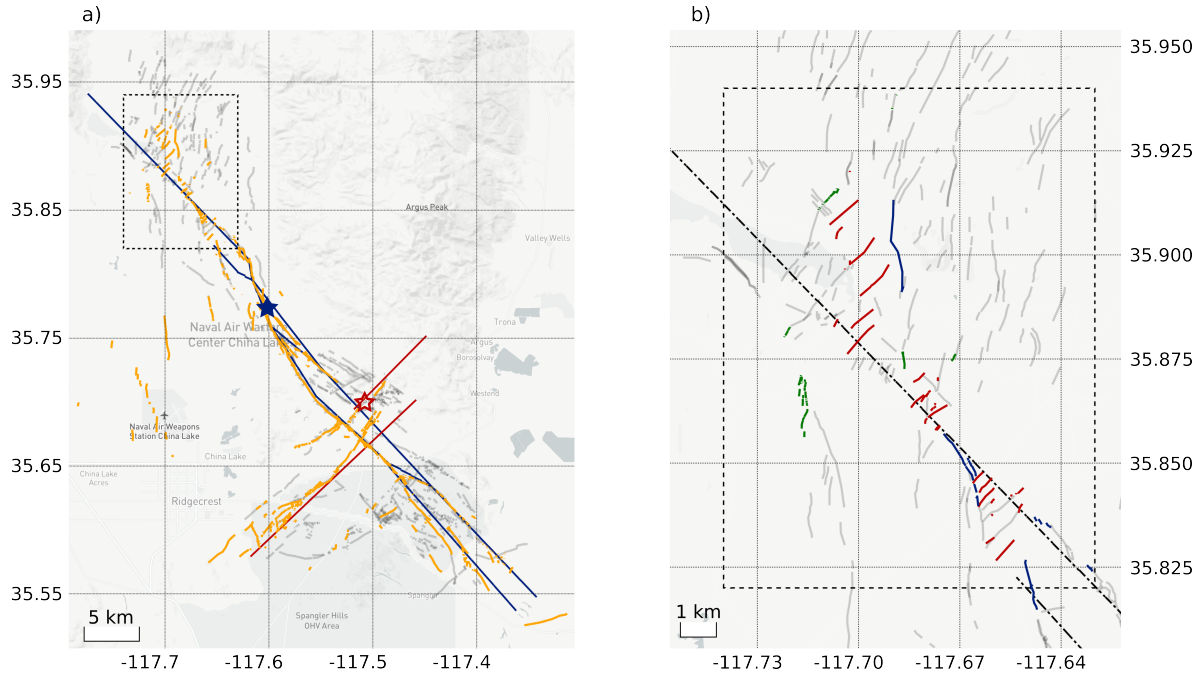 a)
b)
35.95
35.85
35.75
35.65
35.55
Argus Peak
Valley Wells
Trona
Naval Air Warfare
Center China Lake
Argus
Borosolvay
Westend
Naval Air Weapons
Station China Lake
China Lake
China Lake
Acres
Ridgecrest
Spangler
Spangler Hills
OHV Area
5 km
-117.7
-117.6
-117.5
-117.4
35.950
35.925
35.900
35.875
35.850
35.825
1 km
-117.73
-117.70
-117.67
-117.64